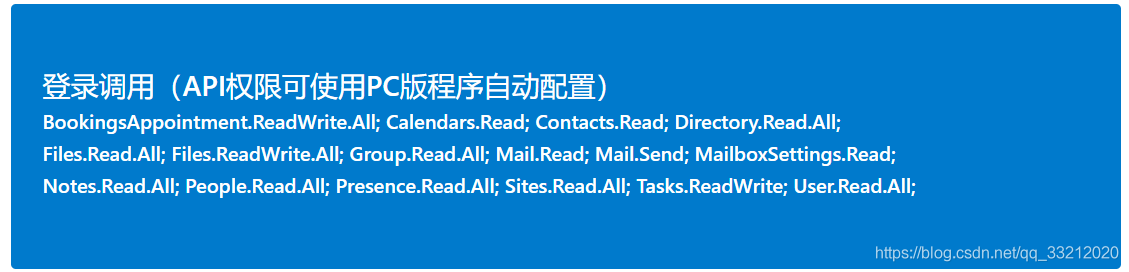 登录调用（API权限可使用PC版程序自动配置）
BookingsAppointment.ReadWrite.All; Calendars.Read; Contacts.Read; Directory.Read.All;
Files.Read.All; Files.ReadWrite.All; Group.Read.All; Mail.Read; Mail.Send; MailboxSettings.Read;
Notes.Read.All; People.Read.All; Presence.Read.All; Sites.Read.All; Tasks.ReadWrite; User.Read.All;
https://blog.csdn.net/qq_33212020